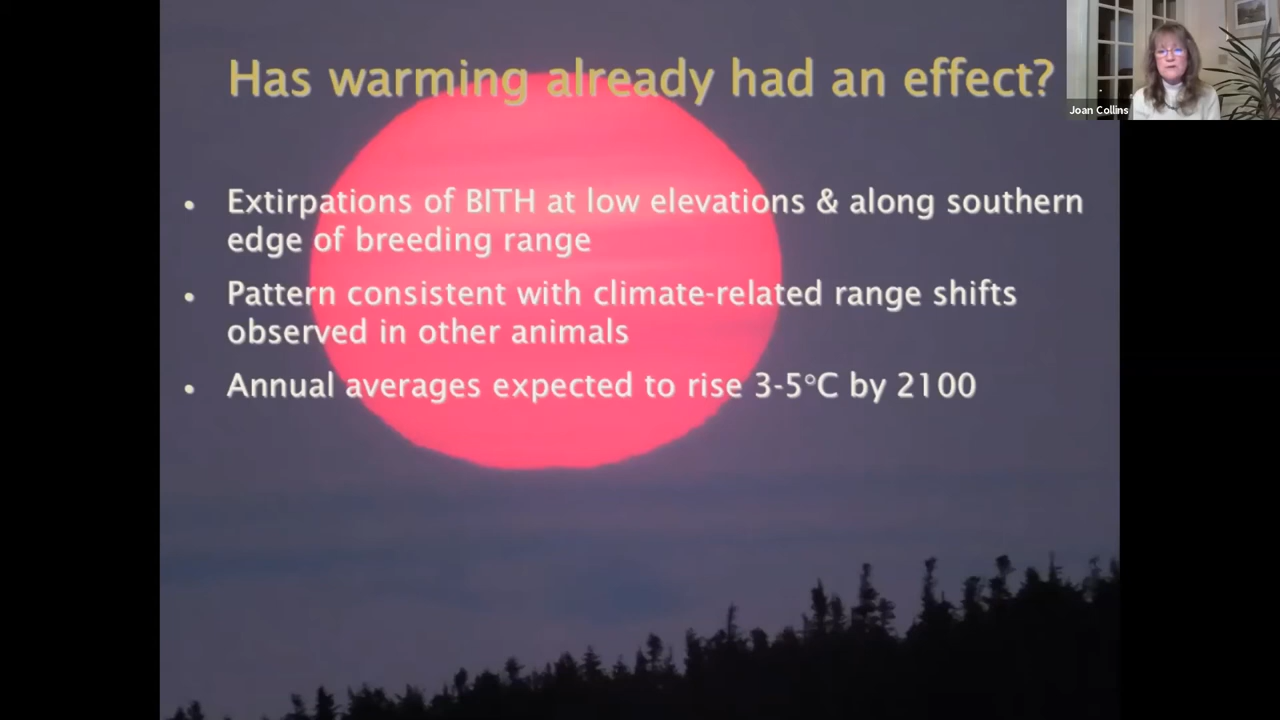 Has warming already had an effect?
Joan Collins
• Extirpations of BITH at low elevations & along southern
edge of breeding range
• Pattern consistent with climate-related range shifts
observed in other animals
• Annual averages expected to rise 3-5°C by 2100